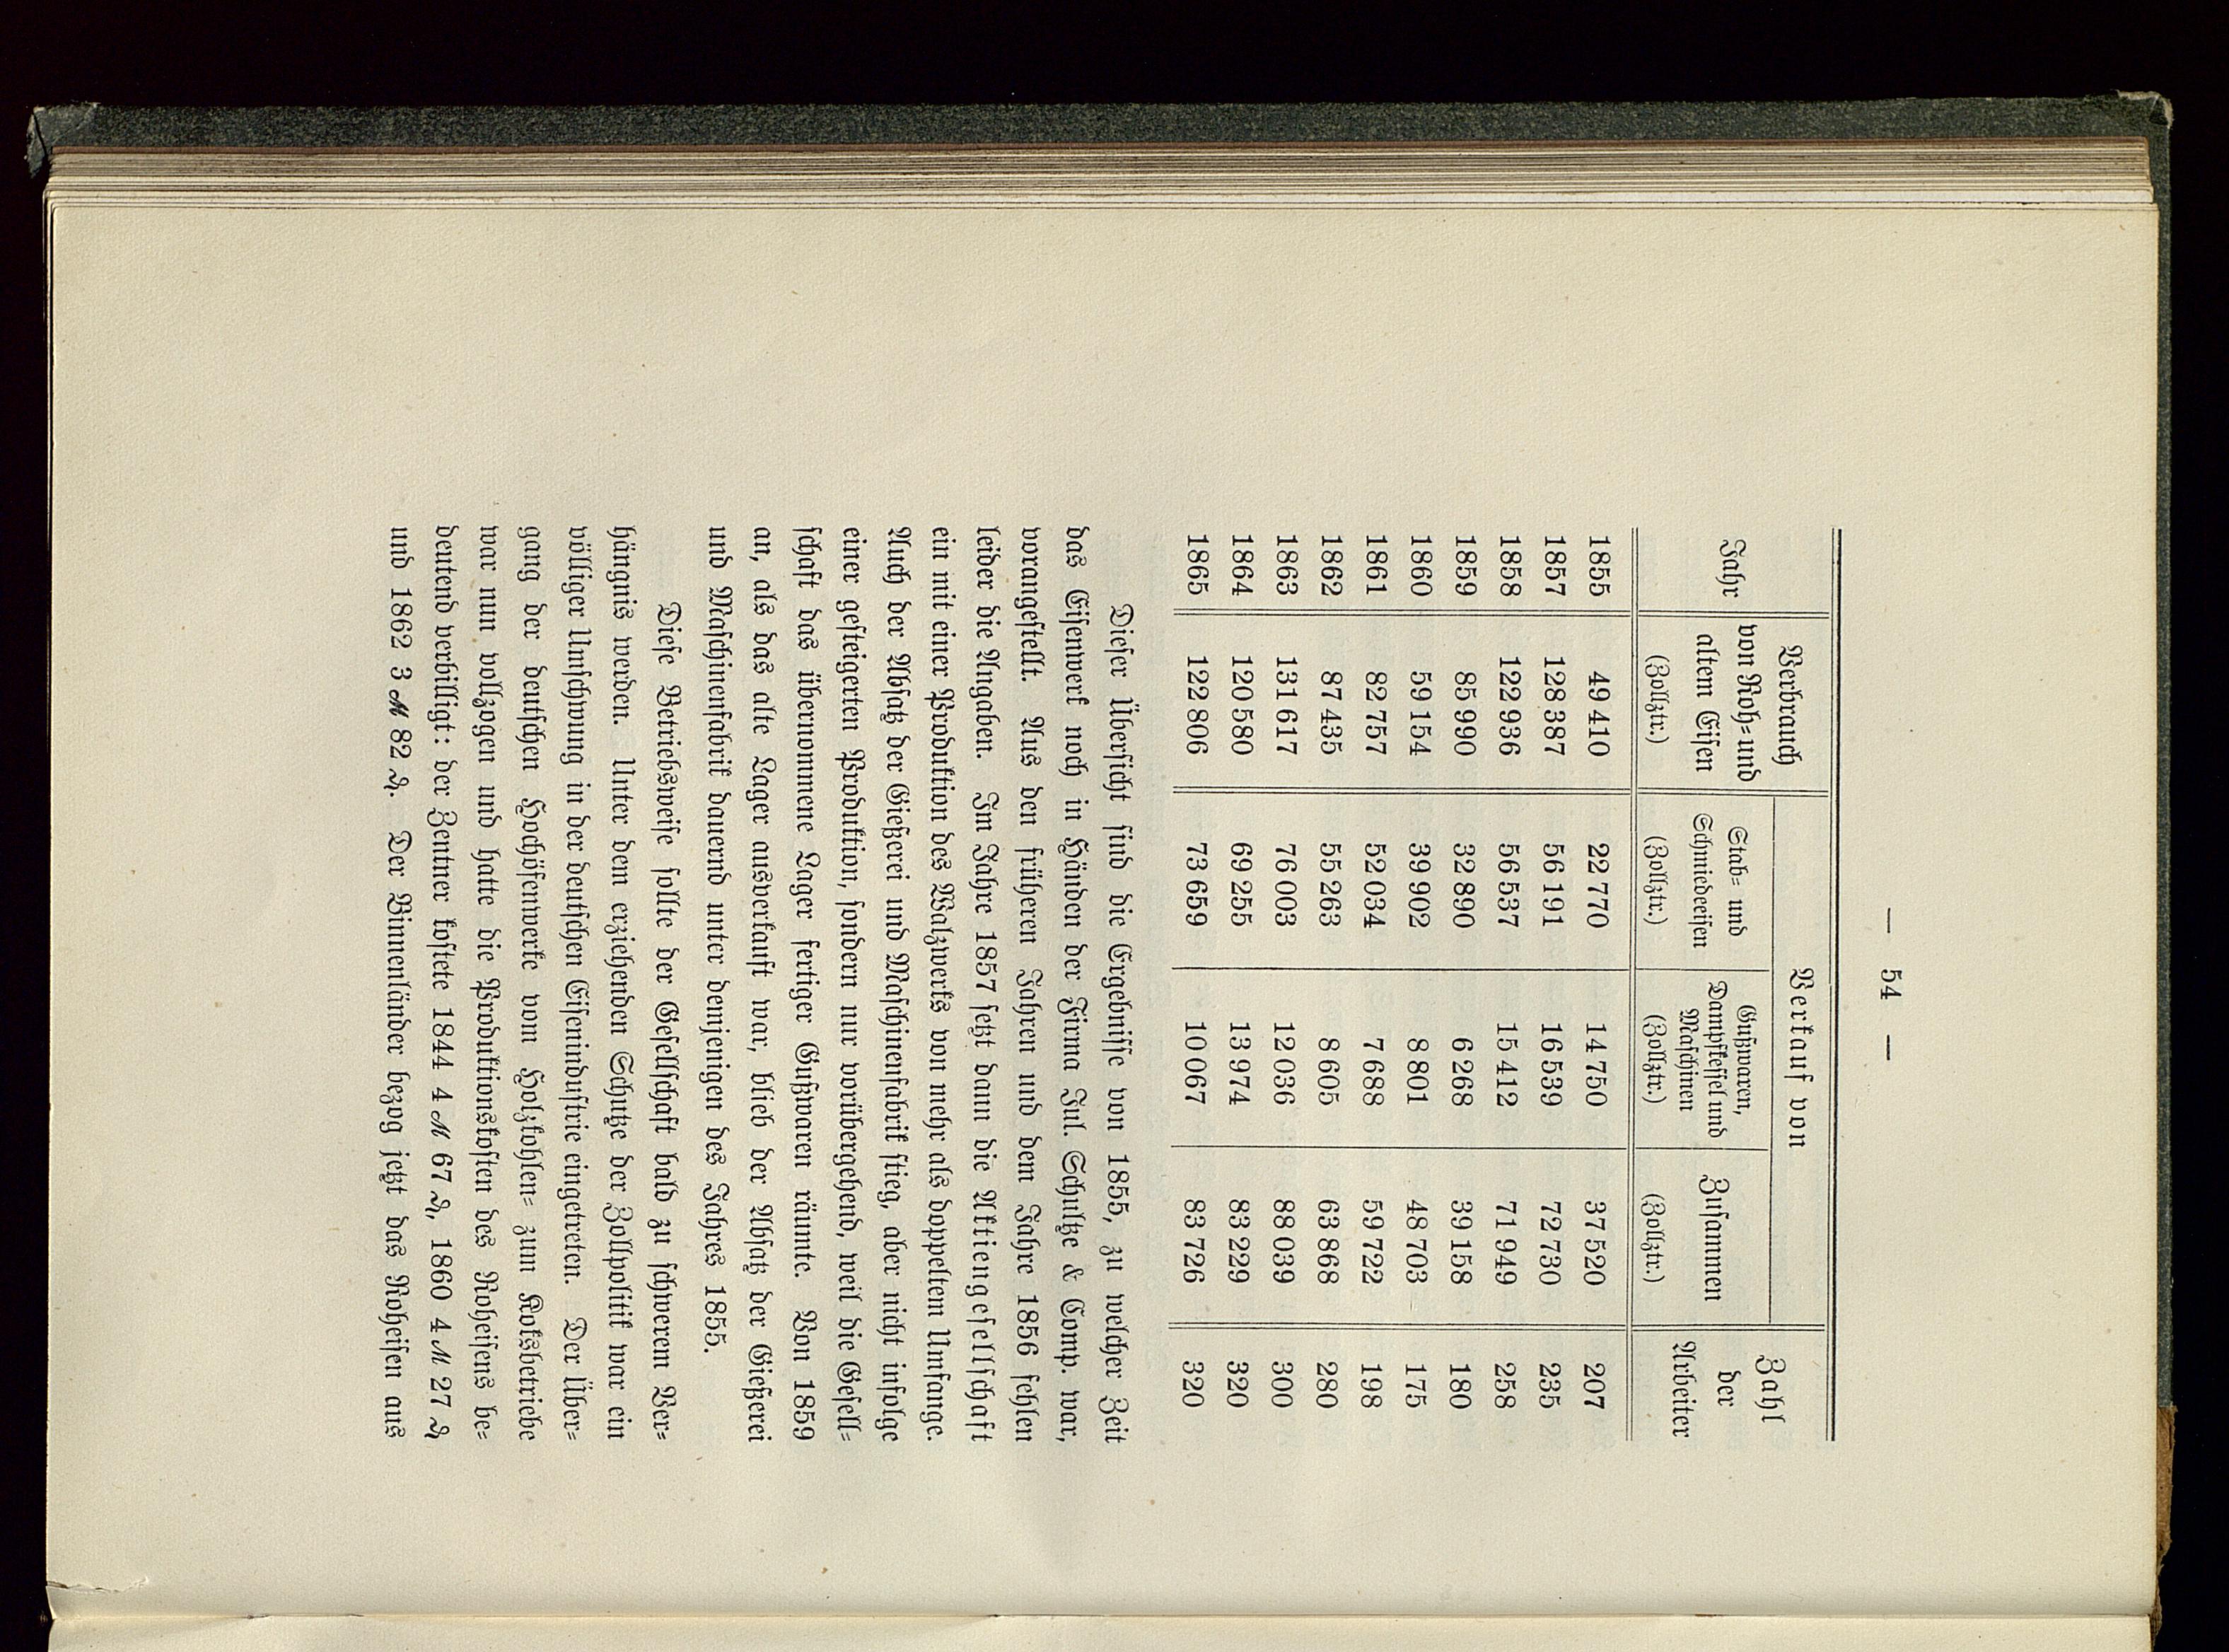 — 54 —
Jahr | Verbrauch von Roh= und altem Eisen (Zollztr.) | Verkauf von: Stab= und Schmiedeeisen (Zollztr.) | Gußwaren, Dampfkessel und Maschinen (Zollztr.) | Zusammen (Zollztr.) | Zahl der Arbeiter
1855 | 49 410 | 22 770 | 14 750 | 37 520 | 207
1857 | 128 387 | 56 191 | 16 539 | 72 730 | 235
1858 | 122 936 | 56 537 | 15 412 | 71 949 | 258
1859 | 85 990 | 32 890 | 6 268 | 39 158 | 180
1860 | 59 154 | 39 902 | 8 801 | 48 703 | 175
1861 | 82 757 | 52 034 | 7 688 | 59 722 | 198
1862 | 87 435 | 55 263 | 8 605 | 63 868 | 280
1863 | 131 617 | 76 003 | 12 036 | 88 039 | 300
1864 | 120 580 | 69 255 | 13 974 | 83 229 | 320
1865 | 122 806 | 73 659 | 10 067 | 83 726 | 320
Dieser Übersicht sind die Ergebnisse von 1855, zu welcher Zeit
das Eisenwerk noch in Händen der Firma Jul. Schultze & Comp. war,
vorangestellt. Aus den früheren Jahren und dem Jahre 1856 fehlen
leider die Angaben. Im Jahre 1857 setzt dann die Aktiengesellschaft
ein mit einer Produktion des Walzwerks von mehr als doppeltem Umfange.
Auch der Absatz der Gießerei und Maschinenfabrik stieg, aber nicht infolge
einer gesteigerten Produktion, sondern nur vorübergehend, weil die Gesell=
schaft das übernommene Lager fertiger Gußwaren räumte. Von 1859
an, als das alte Lager ausverkauft war, blieb der Absatz der Gießerei
und Maschinenfabrik dauernd unter demjenigen des Jahres 1855.
Diese Betriebsweise sollte der Gesellschaft bald zu schwerem Ver=
hängnis werden. Unter dem erziehenden Schutze der Zollpolitik war ein
völliger Umschwung in der deutschen Eisenindustrie eingetreten. Der Über=
gang der deutschen Hochöfenwerke vom Holzkohlen= zum Koksbetriebe
war nun vollzogen und hatte die Produktionskosten des Roheisens be=
deutend verbilligt: der Zentner kostete 1844 4 ℳ 67 ₰, 1860 4 ℳ 27 ₰
und 1862 3 ℳ 82 ₰. Der Binnenländer bezog jetzt das Roheisen aus